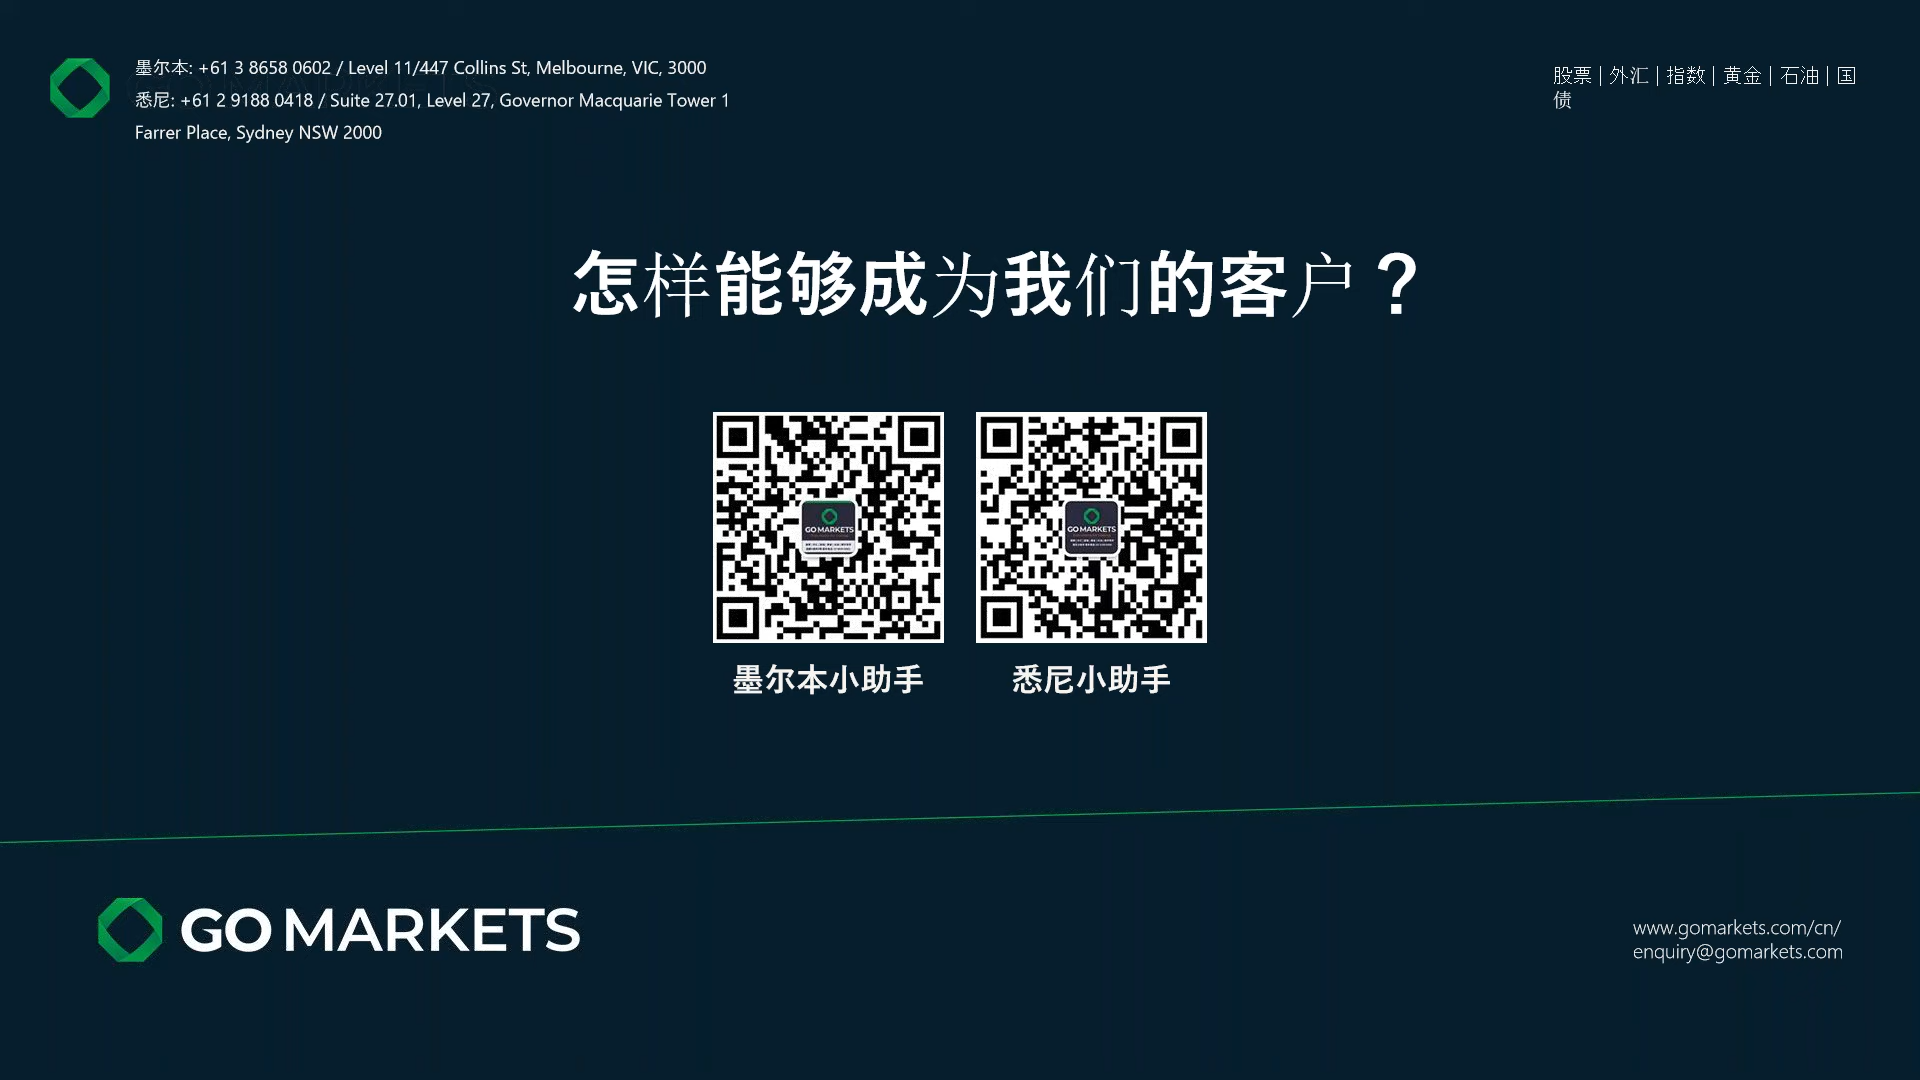 墨尔本: +61 3 8658 0602 / Level 11/447 Collins St, Melbourne, VIC, 3000
悉尼: +61 2 9188 0418 / Suite 27.01, Level 27, Governor Macquarie Tower 1
Farrer Place, Sydney NSW 2000
股票 | 外汇 | 指数 | 黄金 | 石油 | 国
债
怎样能够成为我们的客户？
GO MARKETS
GO MARKETS
墨尔本小助手
悉尼小助手
GO MARKETS
www.gomarkets.com/cn/
enquiry@gomarkets.com